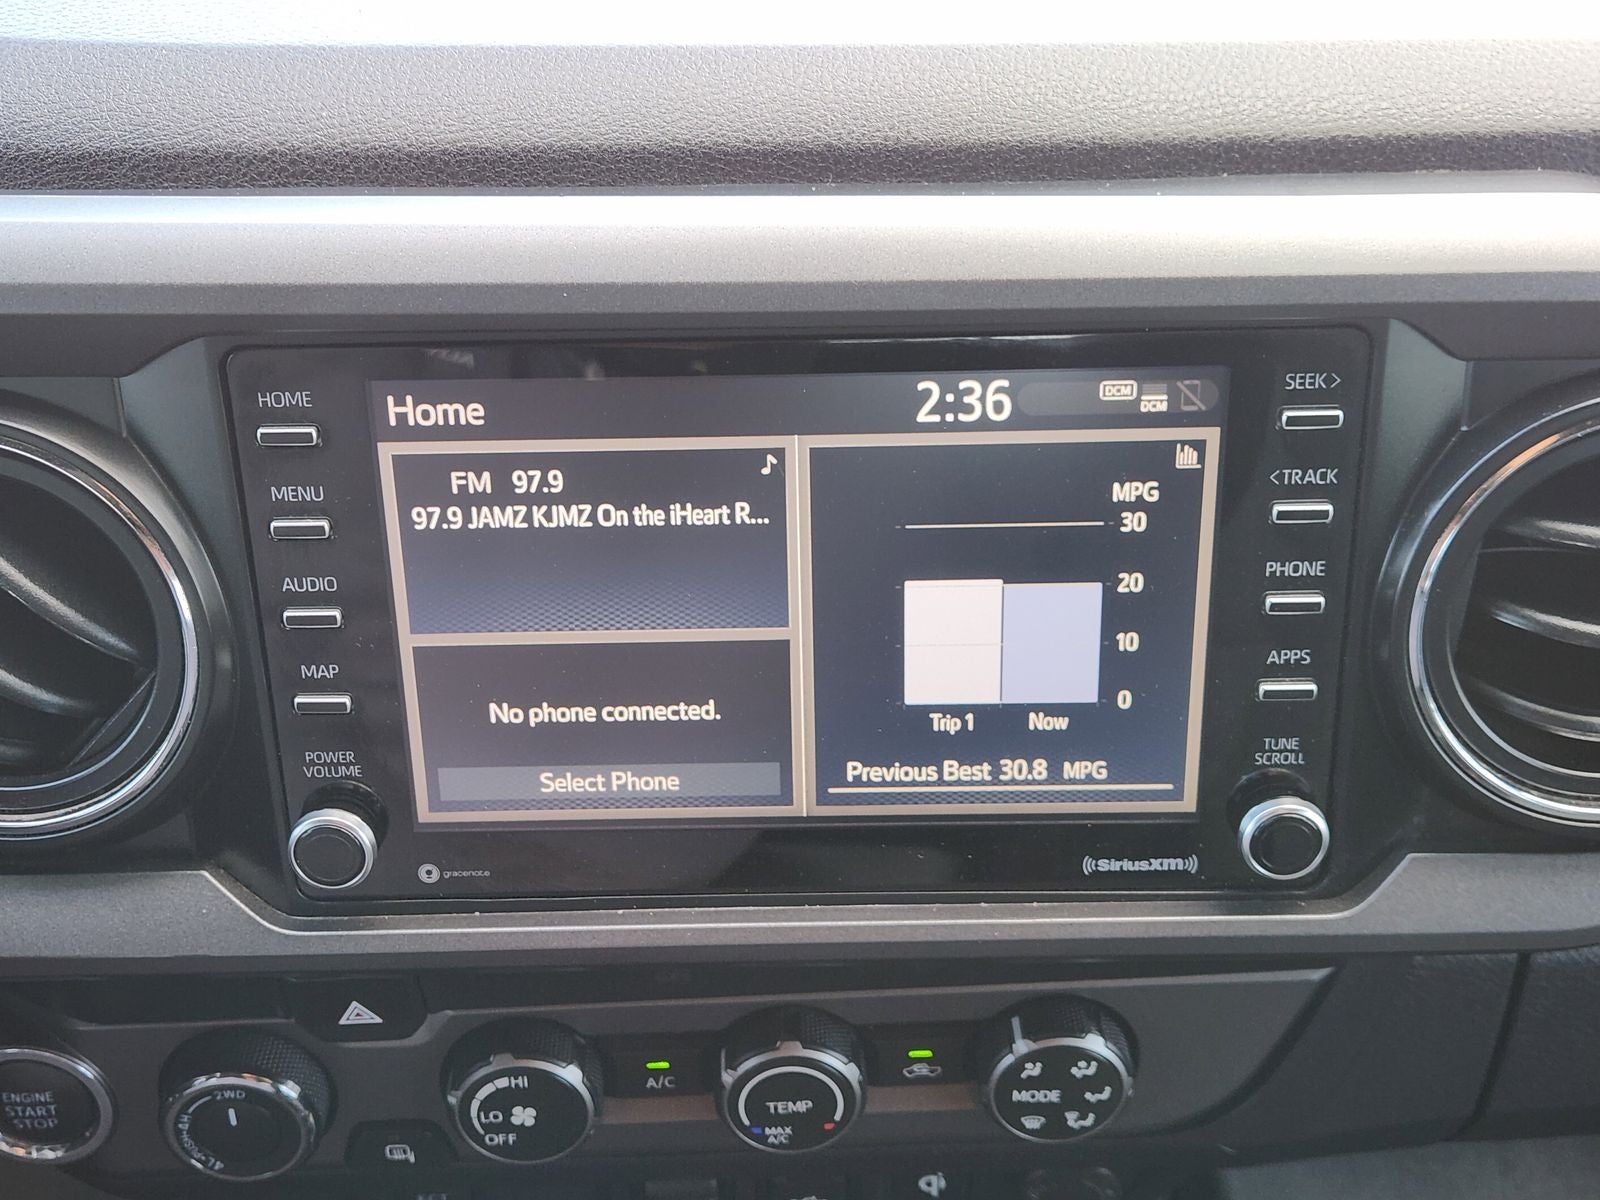 HOME
MENU
AUDIO
MAP
POWER
VOLUME
Home
2:36
DCM
DCM
FM 97.9
97.9 JAMZ KJMZ On the iHeart R...
No phone connected.
Select Phone
MPG
30
20
10
0
Trip 1
Now
Previous Best 30.8 MPG
SEEK >
< TRACK
PHONE
APPS
TUNE
SCROLL
gracenote
((SiriusXM))
ENGINE
START
STOP
2WD
H4
4L
HI
LO
OFF
A/C
TEMP
MAX
A/C
MODE